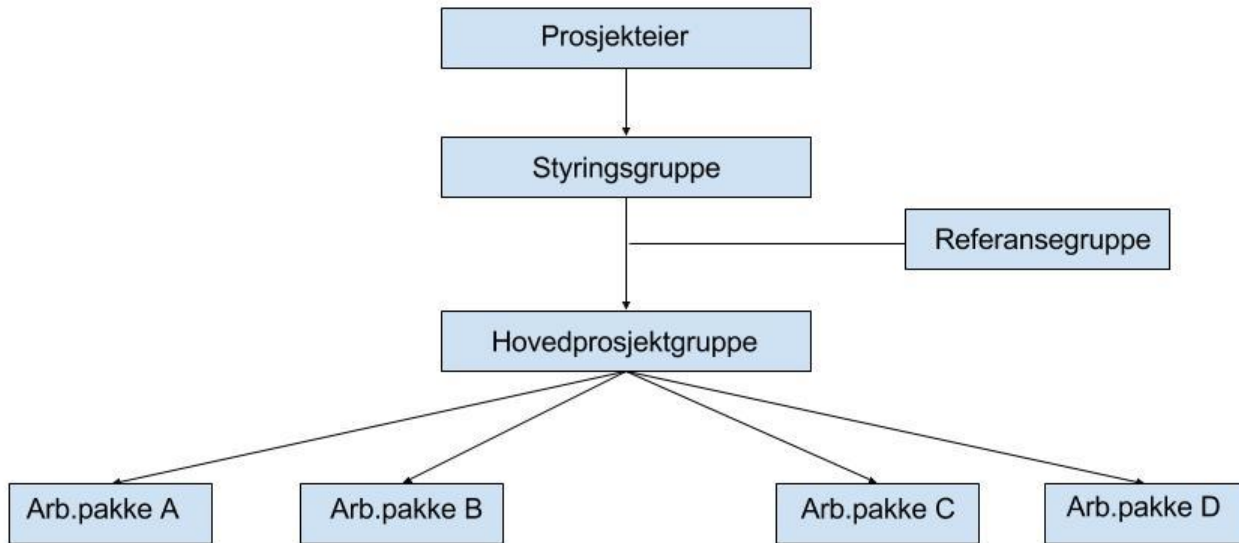 Prosjekteier
Styringsgruppe
Referansegruppe
Hovedprosjektgruppe
Arb.pakke A
Arb.pakke B
Arb.pakke C
Arb.pakke D